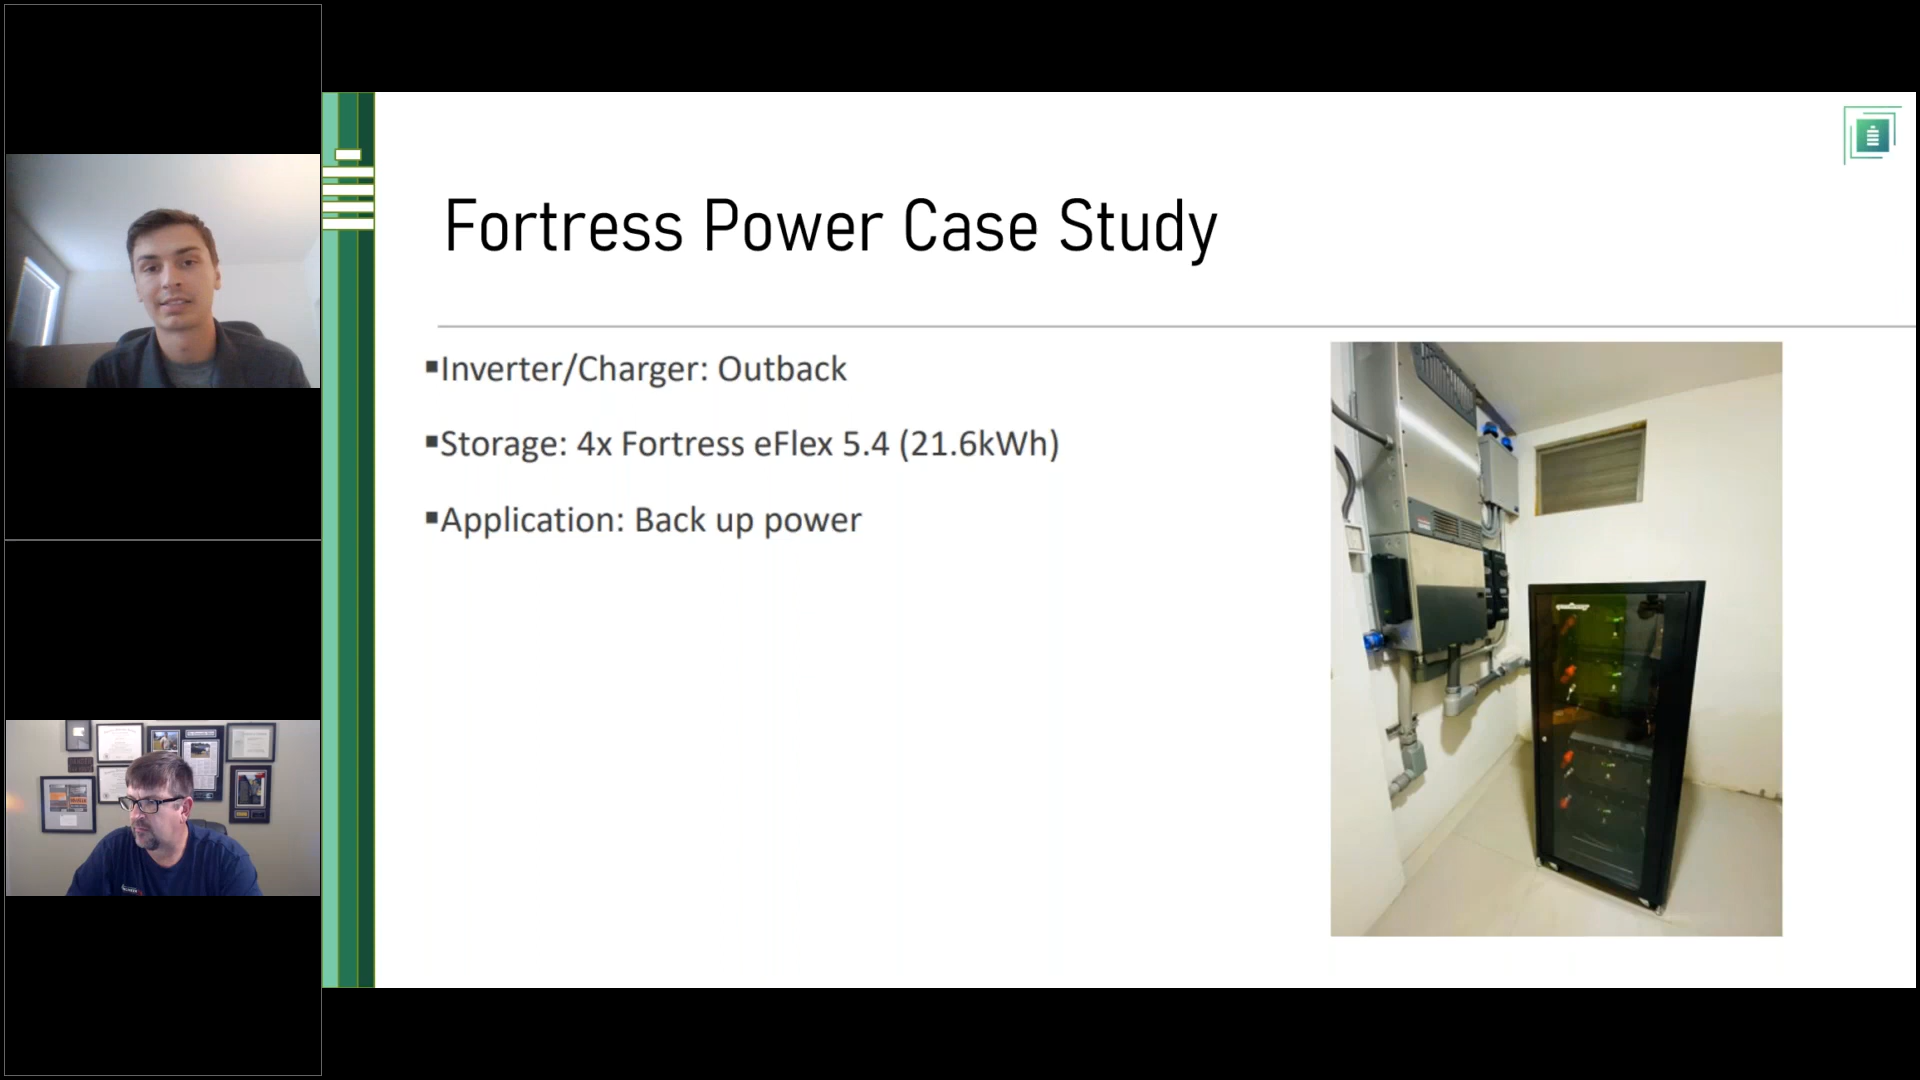 Fortress Power Case Study
▪Inverter/Charger: Outback
▪Storage: 4x Fortress eFlex 5.4 (21.6kWh)
▪Application: Back up power